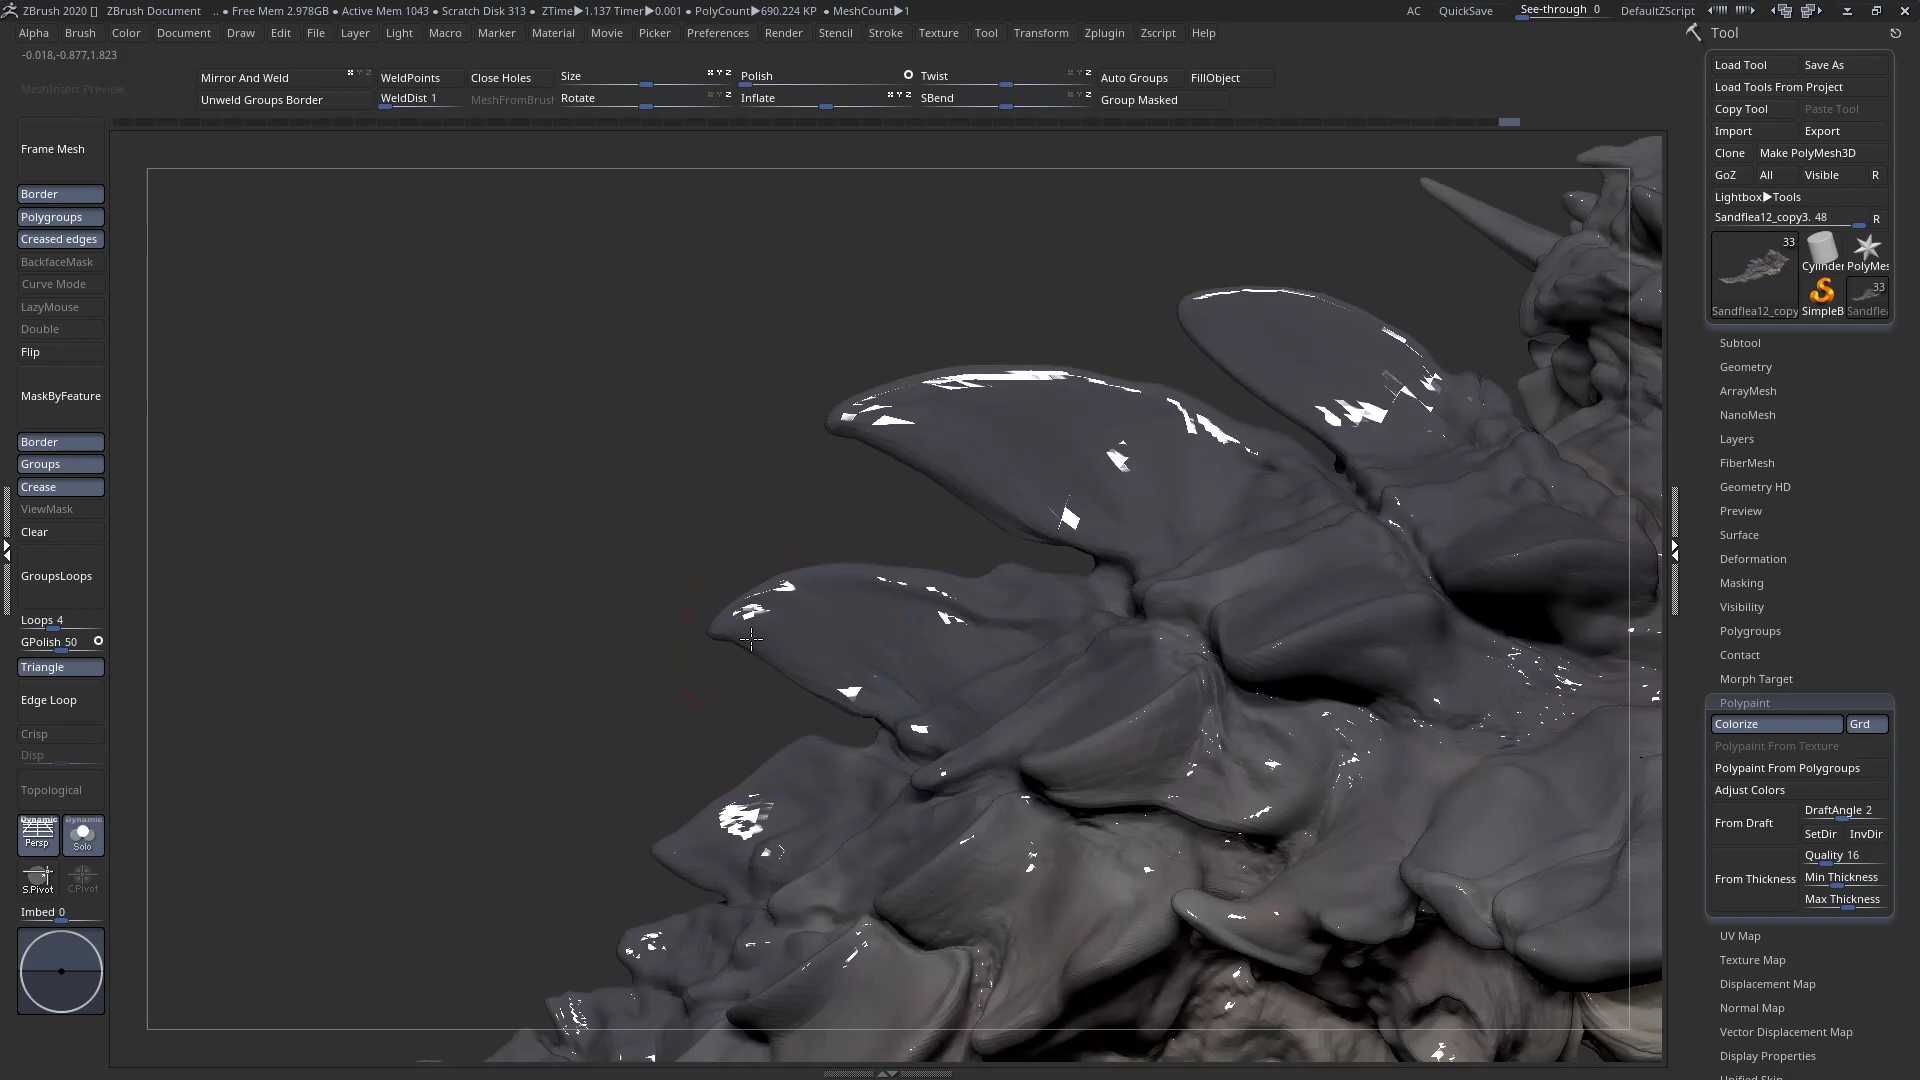 ZBrush 2020 [] ZBrush Document .. ● Free Mem 2.978GB ● Active Mem 1043 ● Scratch Disk 313 ● ZTime▶1.137 Timer▶0.001 ● PolyCount▶690.224 KP ● MeshCount▶1 AC QuickSave See-through 0 DefaultZScript
Alpha Brush Color Document Draw Edit File Layer Light Macro Marker Material Movie Picker Preferences Render Stencil Stroke Texture Tool Transform Zplugin Zscript Help
-0.018,-0.877,1.823
MeshInsert Preview
Mirror And Weld WeldPoints Close Holes Size Polish Twist Auto Groups FillObject
Unweld Groups Border WeldDist 1 MeshFromBrush Rotate Inflate SBend Group Masked
Frame Mesh
Border
Polygroups
Creased edges
BackfaceMask
Curve Mode
LazyMouse
Double
Flip
MaskByFeature
Border
Groups
Crease
ViewMask
Clear
GroupsLoops
Loops 4
GPolish 50
Triangle
Edge Loop
Crisp
Disp
Topological
Dynamic Persp
Dynamic Solo
S.Pivot C.Pivot
Imbed 0
Tool
Load Tool Save As
Load Tools From Project
Copy Tool Paste Tool
Import Export
Clone Make PolyMesh3D
GoZ All Visible R
Lightbox▶Tools
Sandflea12_copy3. 48 R
33
Cylinder PolyMes
33
Sandflea12_copy SimpleB Sandflea
Subtool
Geometry
ArrayMesh
NanoMesh
Layers
FiberMesh
Geometry HD
Preview
Surface
Deformation
Masking
Visibility
Polygroups
Contact
Morph Target
Polypaint
Colorize Grd
Polypaint From Texture
Polypaint From Polygroups
Adjust Colors
From Draft DraftAngle 2
SetDir InvDir
From Thickness Quality 16
Min Thickness
Max Thickness
UV Map
Texture Map
Displacement Map
Normal Map
Vector Displacement Map
Display Properties
Unified Skin